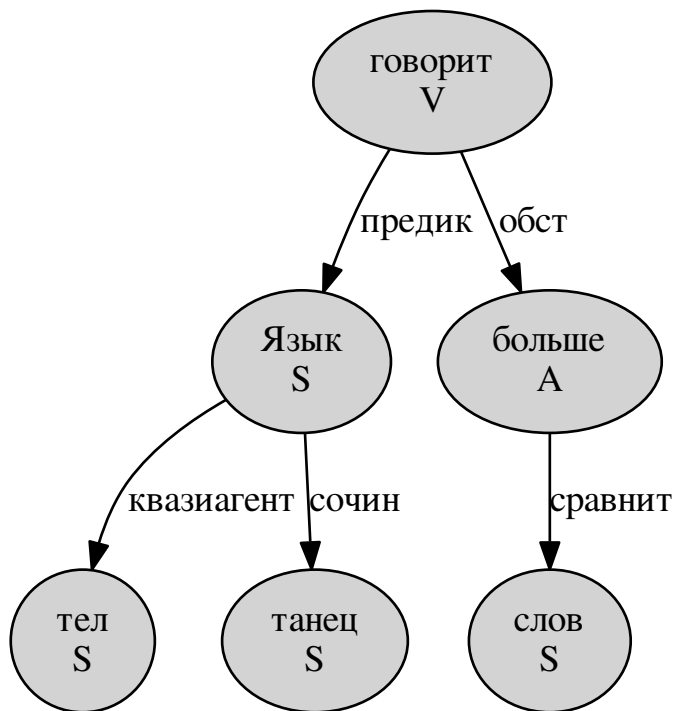 говорит
V
предик
обст
Язык
S
больше
A
квазиагент
сочин
сравнит
тел
S
танец
S
слов
S